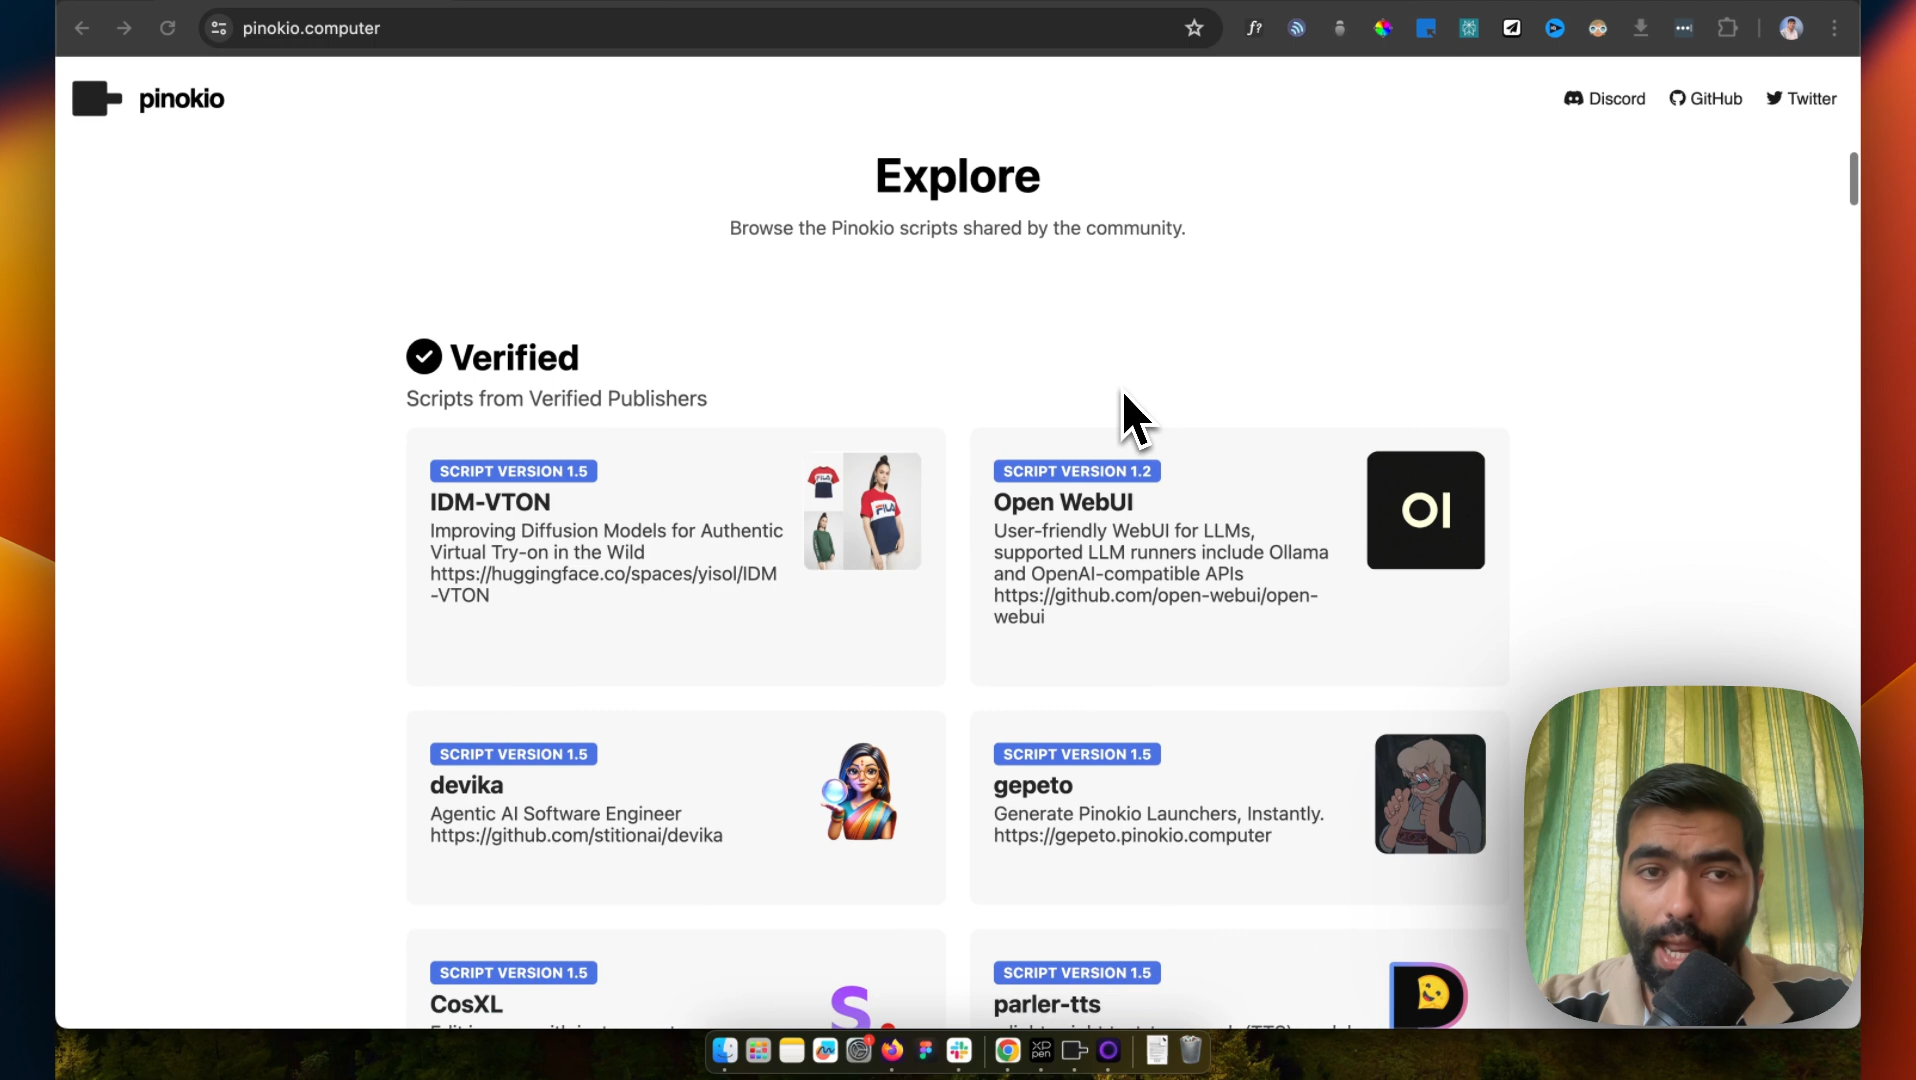 pinokio.computer
f?
pinokio
Discord
GitHub
Twitter
Explore
Browse the Pinokio scripts shared by the community.
Verified
Scripts from Verified Publishers
SCRIPT VERSION 1.5
IDM-VTON
Improving Diffusion Models for Authentic
Virtual Try-on in the Wild
https://huggingface.co/spaces/yisol/IDM
-VTON
FILA
FILA
SCRIPT VERSION 1.2
Open WebUI
User-friendly WebUI for LLMs,
supported LLM runners include Ollama
and OpenAI-compatible APIs
https://github.com/open-webui/open-
webui
OI
SCRIPT VERSION 1.5
devika
Agentic AI Software Engineer
https://github.com/stitionai/devika
SCRIPT VERSION 1.5
gepeto
Generate Pinokio Launchers, Instantly.
https://gepeto.pinokio.computer
SCRIPT VERSION 1.5
CosXL
S.
SCRIPT VERSION 1.5
parler-tts
XP
pen